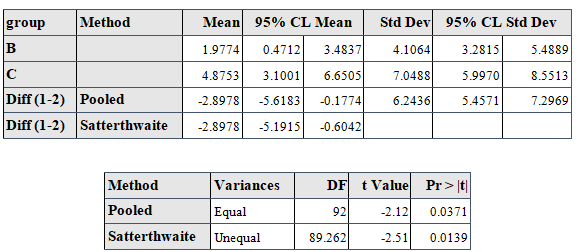 group Method Mean 95% CL Mean Std Dev 95% CL Std Dev
B 1.9774 0.4712 3.4837 4.1064 3.2815 5.4889
C 4.8753 3.1001 6.6505 7.0488 5.9970 8.5513
Diff (1-2) Pooled -2.8978 -5.6183 -0.1774 6.2436 5.4571 7.2969
Diff (1-2) Satterthwaite -2.8978 -5.1915 -0.6042
Method Variances DF t Value Pr > |t|
Pooled Equal 92 -2.12 0.0371
Satterthwaite Unequal 89.262 -2.51 0.0139